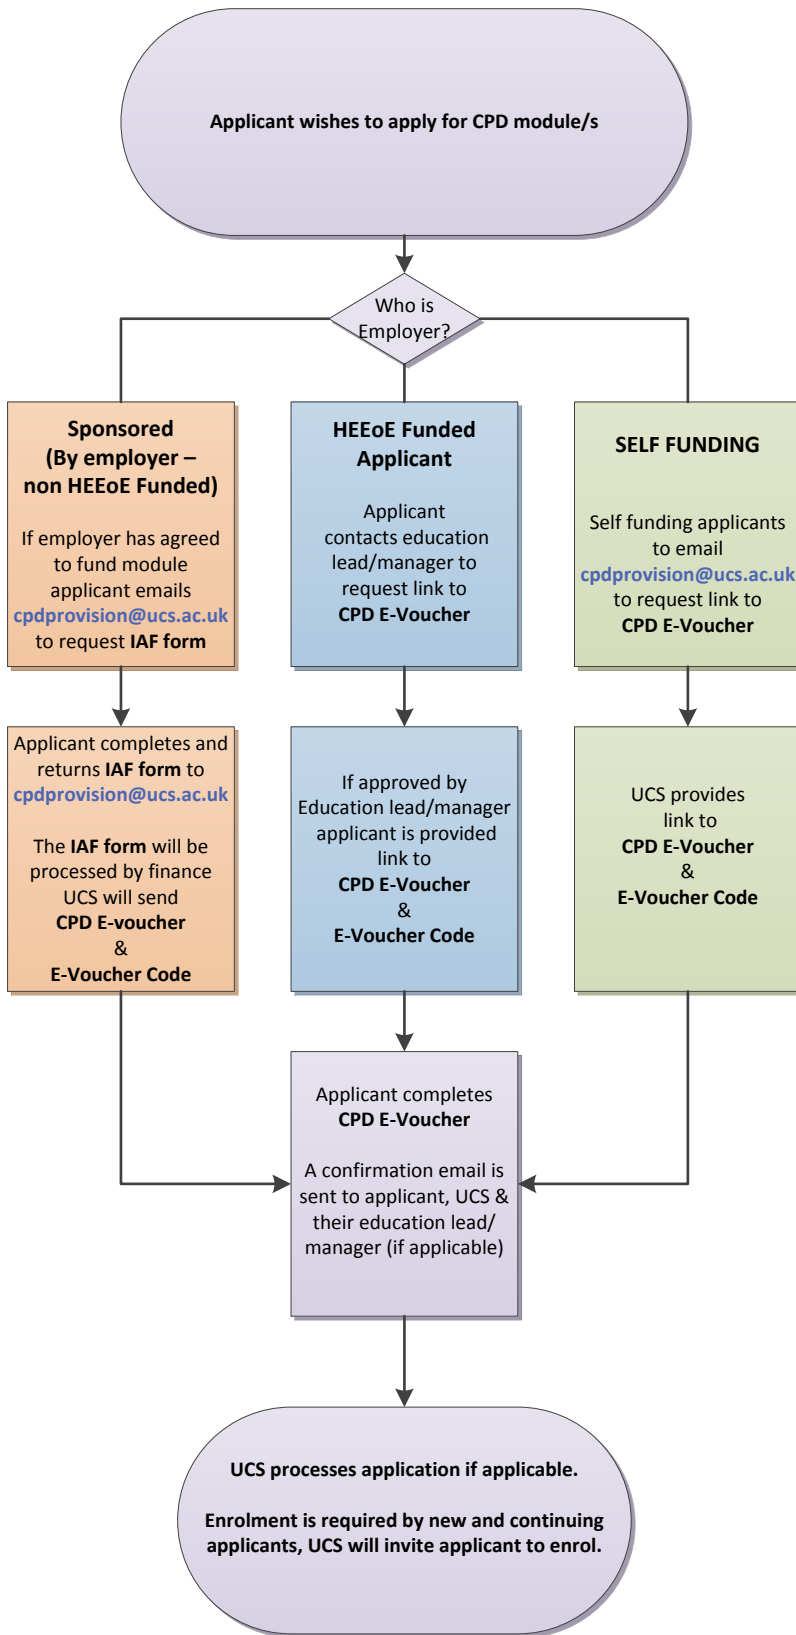 Applicant wishes to apply for CPD module/s
Who is
Employer?
Sponsored
(By employer –
non HEEoE Funded)
If employer has agreed
to fund module
applicant emails
cpdprovision@ucs.ac.uk
to request IAF form
HEEoE Funded
Applicant
Applicant
contacts education
lead/manager to
request link to
CPD E-Voucher
SELF FUNDING
Self funding applicants
to email
cpdprovision@ucs.ac.uk
to request link to
CPD E-Voucher
Applicant completes and
returns IAF form to
cpdprovision@ucs.ac.uk
The IAF form will be
processed by finance
UCS will send
CPD E-voucher
&
E-Voucher Code
If approved by
Education lead/manager
applicant is provided
link to
CPD E-Voucher
&
E-Voucher Code
UCS provides
link to
CPD E-Voucher
&
E-Voucher Code
Applicant completes
CPD E-Voucher
A confirmation email is
sent to applicant, UCS &
their education lead/
manager (if applicable)
UCS processes application if applicable.
Enrolment is required by new and continuing
applicants, UCS will invite applicant to enrol.